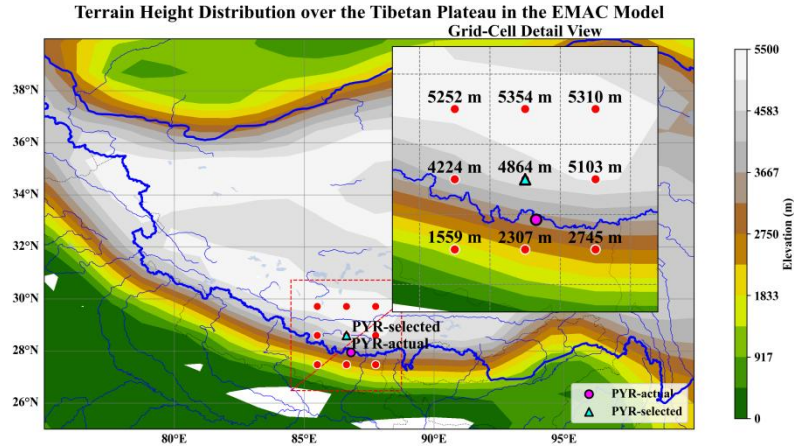 Terrain Height Distribution over the Tibetan Plateau in the EMAC Model
Grid-Cell Detail View
5252 m 5354 m 5310 m
4224 m 4864 m 5103 m
1559 m 2307 m 2745 m
38°N
36°N
34°N
32°N
30°N
28°N
26°N
PYR-selected
PYR-actual
80°E 85°E 90°E 95°E
PYR-actual
PYR-selected
5500
4583
3667
2750
1833
917
0
Elevation (m)